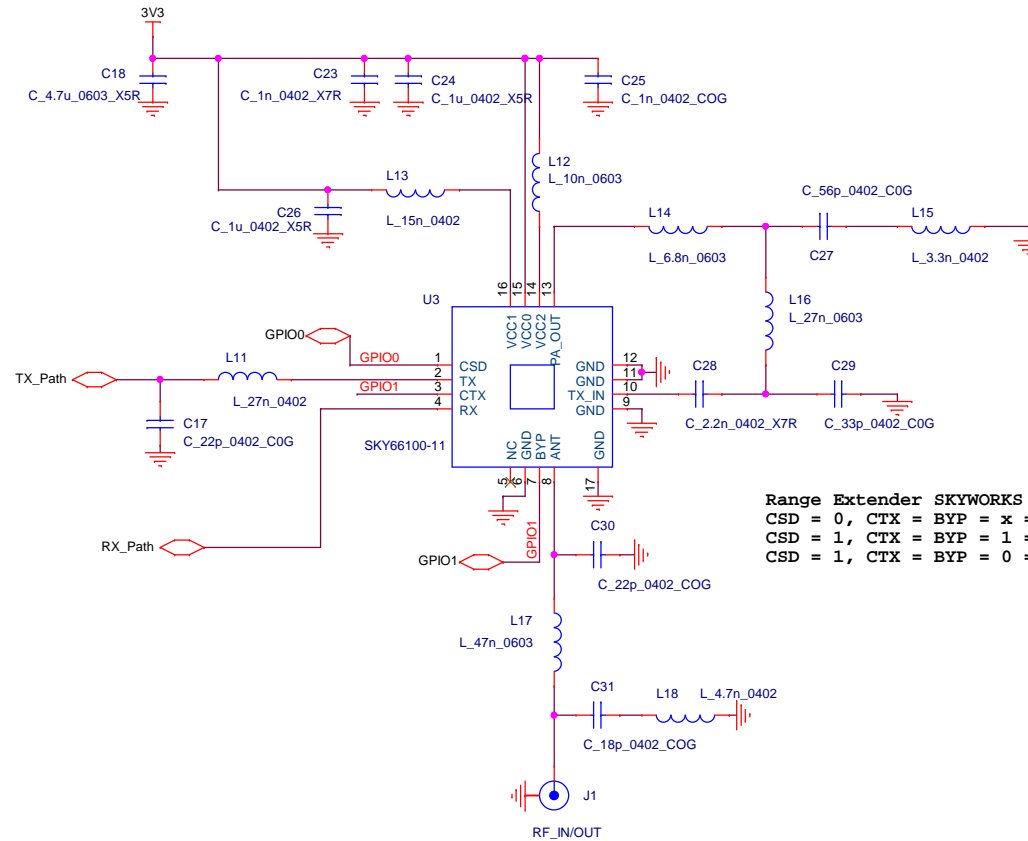 3V3
C18
C_4.7u_0603_X5R
C23
C_1n_0402_X7R
C24
C_1u_0402_X5R
C25
C_1n_0402_COG
L12
L_10n_0603
L13
L_15n_0402
C26
C_1u_0402_X5R
C_56p_0402_C0G
C27
L14
L_6.8n_0603
L15
L_3.3n_0402
L16
L_27n_0603
U3
16
15
14
13
VCC1
VCC0
VCC2
PA_OUT
GPIO0
GPIO0
1
CSD
TX_Path
L11
L_27n_0402
2
TX
GPIO1
3
CTX
4
RX
C17
C_22p_0402_C0G
SKY66100-11
GND
12
GND
11
TX_IN
10
GND
9
C28
C_2.2n_0402_X7R
C29
C_33p_0402_C0G
NC
GND
BYP
ANT
GND
5
6
7
8
17
RX_Path
GPIO1
GPIO1
C30
C_22p_0402_COG
Range Extender SKYWORKS
CSD = 0, CTX = BYP = x =
CSD = 1, CTX = BYP = 1 =
CSD = 1, CTX = BYP = 0 =
L17
L_47n_0603
C31
C_18p_0402_COG
L18
L_4.7n_0402
J1
RF_IN/OUT